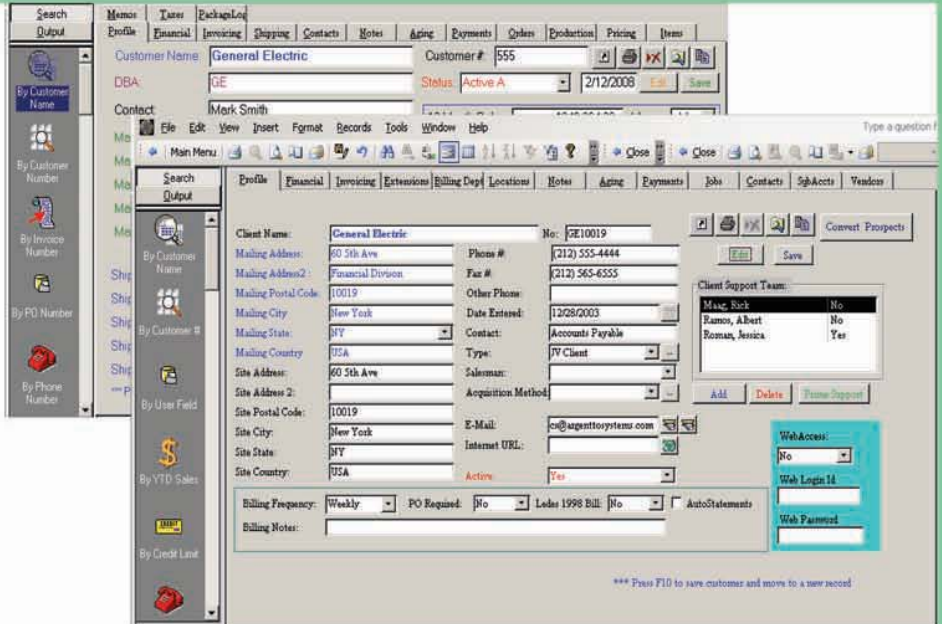 Search
Output
By Customer Name
By Customer Number
By Invoice Number
By PO Number
By Phone Number
Memos Taxes PackageLog
Profile Financial Invoicing Shipping Contacts Notes Aging Payments Orders Production Pricing Items
Customer Name: General Electric Customer #: 555
DBA: GE Status: Active A 2/12/2008 Edit Save
Contact: Mark Smith
Ma
Ma
Ma
Ma
Ma
Ship
Ship
Ship
Ship
Ship
*** P
File Edit View Insert Format Records Tools Window Help Type a question f
Main Menu Close Close
Search
Output
By Customer Name
By Customer #
By User Field
By YTD Sales
By Credit Limit
Profile Financial Invoicing Extensions Billing Dept Locations Notes Aging Payments Jobs Contacts SubAccts Vendors
Client Name: General Electric No: GE10019 Convert Prospects
Mailing Address: 60 5th Ave Phone #: (212) 555-4444 Edit Save
Mailing Address2 : Financial Divison Fax #: (212) 565-6555
Mailing Postal Code: 10019 Other Phone:
Mailing City New York Date Entered: 12/28/2003
Mailing State: NY Contact: Accounts Payable
Mailing Country USA Type: JV Client
Site Address: 60 5th Ave Salesman:
Site Address 2: Acquisition Method
Site Postal Code: 10019
Site City: New York E-Mail: cs@argenttosystems.com
Site State: NY Internet URL:
Site Country: USA Active: Yes
Client Support Team:
Maag, Rick No
Ramos, Albert No
Roman, Jessica Yes
Add Delete Prime Support
WebAccess:
No
Web Login Id
Web Password
Billing Frequency: Weekly PO Required: No Ledes 1998 Bill: No AutoStatements
Billing Notes:
*** Press F10 to save customer and move to a new record